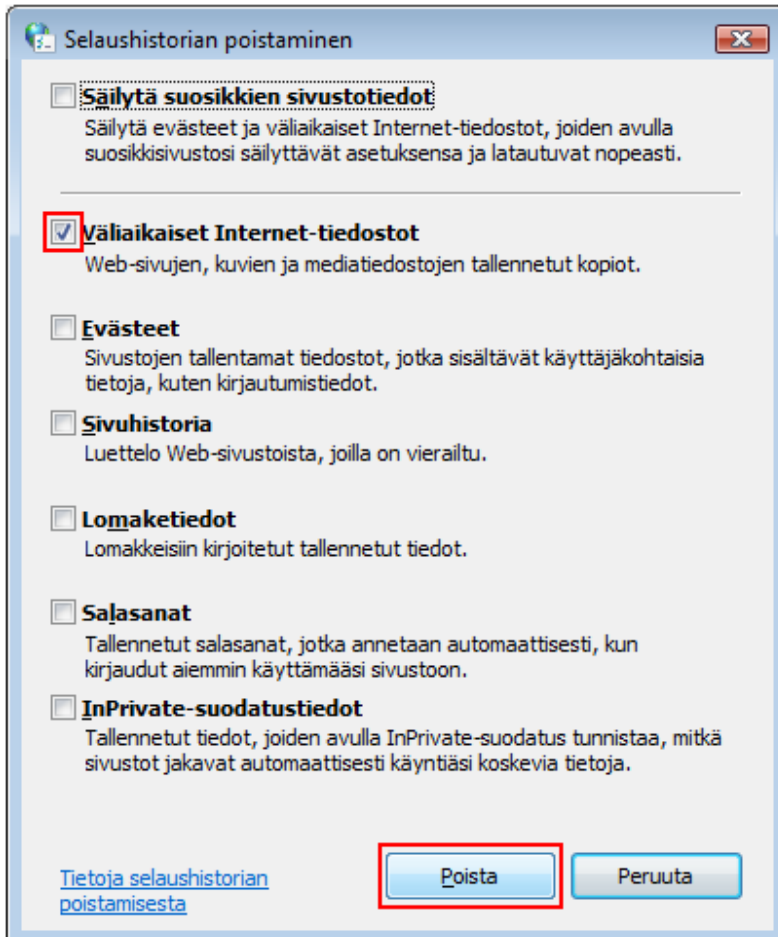 Selaushistorian poistaminen
Säilytä suosikkien sivustotiedot
Säilytä evästeet ja väliaikaiset Internet-tiedostot, joiden avulla
suosikkisivustosi säilyttävät asetuksensa ja latautuvat nopeasti.
Väliaikaiset Internet-tiedostot
Web-sivujen, kuvien ja mediatiedostojen tallennetut kopiot.
Evästeet
Sivustojen tallentamat tiedostot, jotka sisältävät käyttäjäkohtaisia
tietoja, kuten kirjautumistiedot.
Sivuhistoria
Luettelo Web-sivustoista, joilla on vierailtu.
Lomaketiedot
Lomakkeisiin kirjoitetut tallennetut tiedot.
Salasanat
Tallennetut salasanat, jotka annetaan automaattisesti, kun
kirjaudut aiemmin käyttämääsi sivustoon.
InPrivate-suodatustiedot
Tallennetut tiedot, joiden avulla InPrivate-suodatus tunnistaa, mitkä
sivustot jakavat automaattisesti käyntiäsi koskevia tietoja.
Tietoja selaushistorian
poistamisesta
Poista
Peruuta